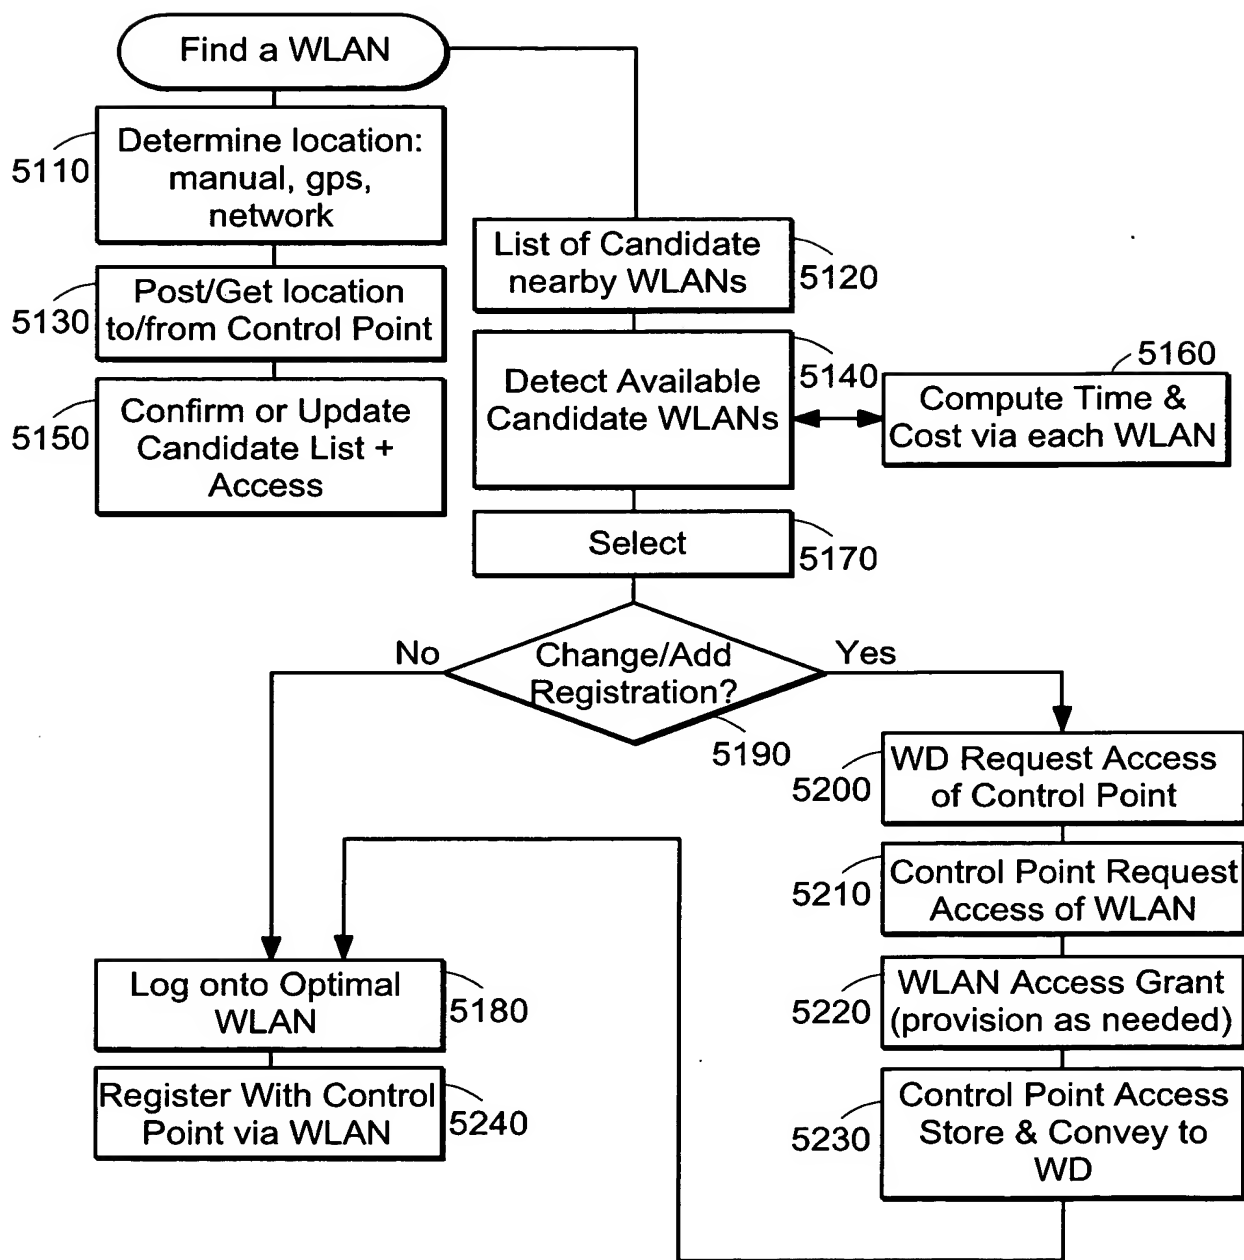 Find a WLAN
Determine location:
manual, gps,
network
5110
Post/Get location
to/from Control Point
5130
Confirm or Update
Candidate List +
Access
5150
List of Candidate
nearby WLANs
5120
Detect Available
Candidate WLANs
5140
Compute Time &
Cost via each WLAN
5160
Select
5170
Change/Add
Registration?
5190
No
Yes
WD Request Access
of Control Point
5200
Control Point Request
Access of WLAN
5210
WLAN Access Grant
(provision as needed)
5220
Control Point Access
Store & Convey to
WD
5230
Log onto Optimal
WLAN
5180
Register With Control
Point via WLAN
5240